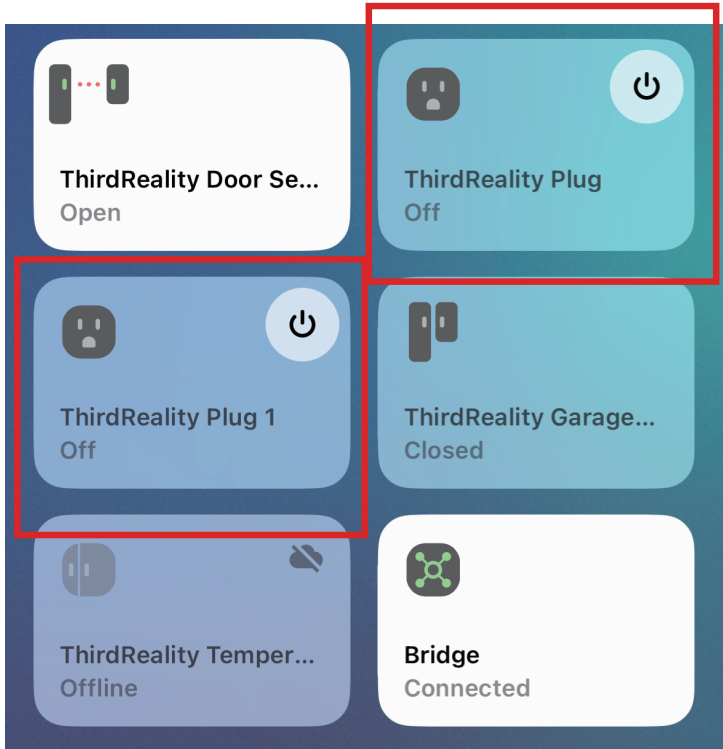 ThirdReality Door Se...
Open
ThirdReality Plug
Off
ThirdReality Plug 1
Off
ThirdReality Garage...
Closed
ThirdReality Temper...
Offline
Bridge
Connected